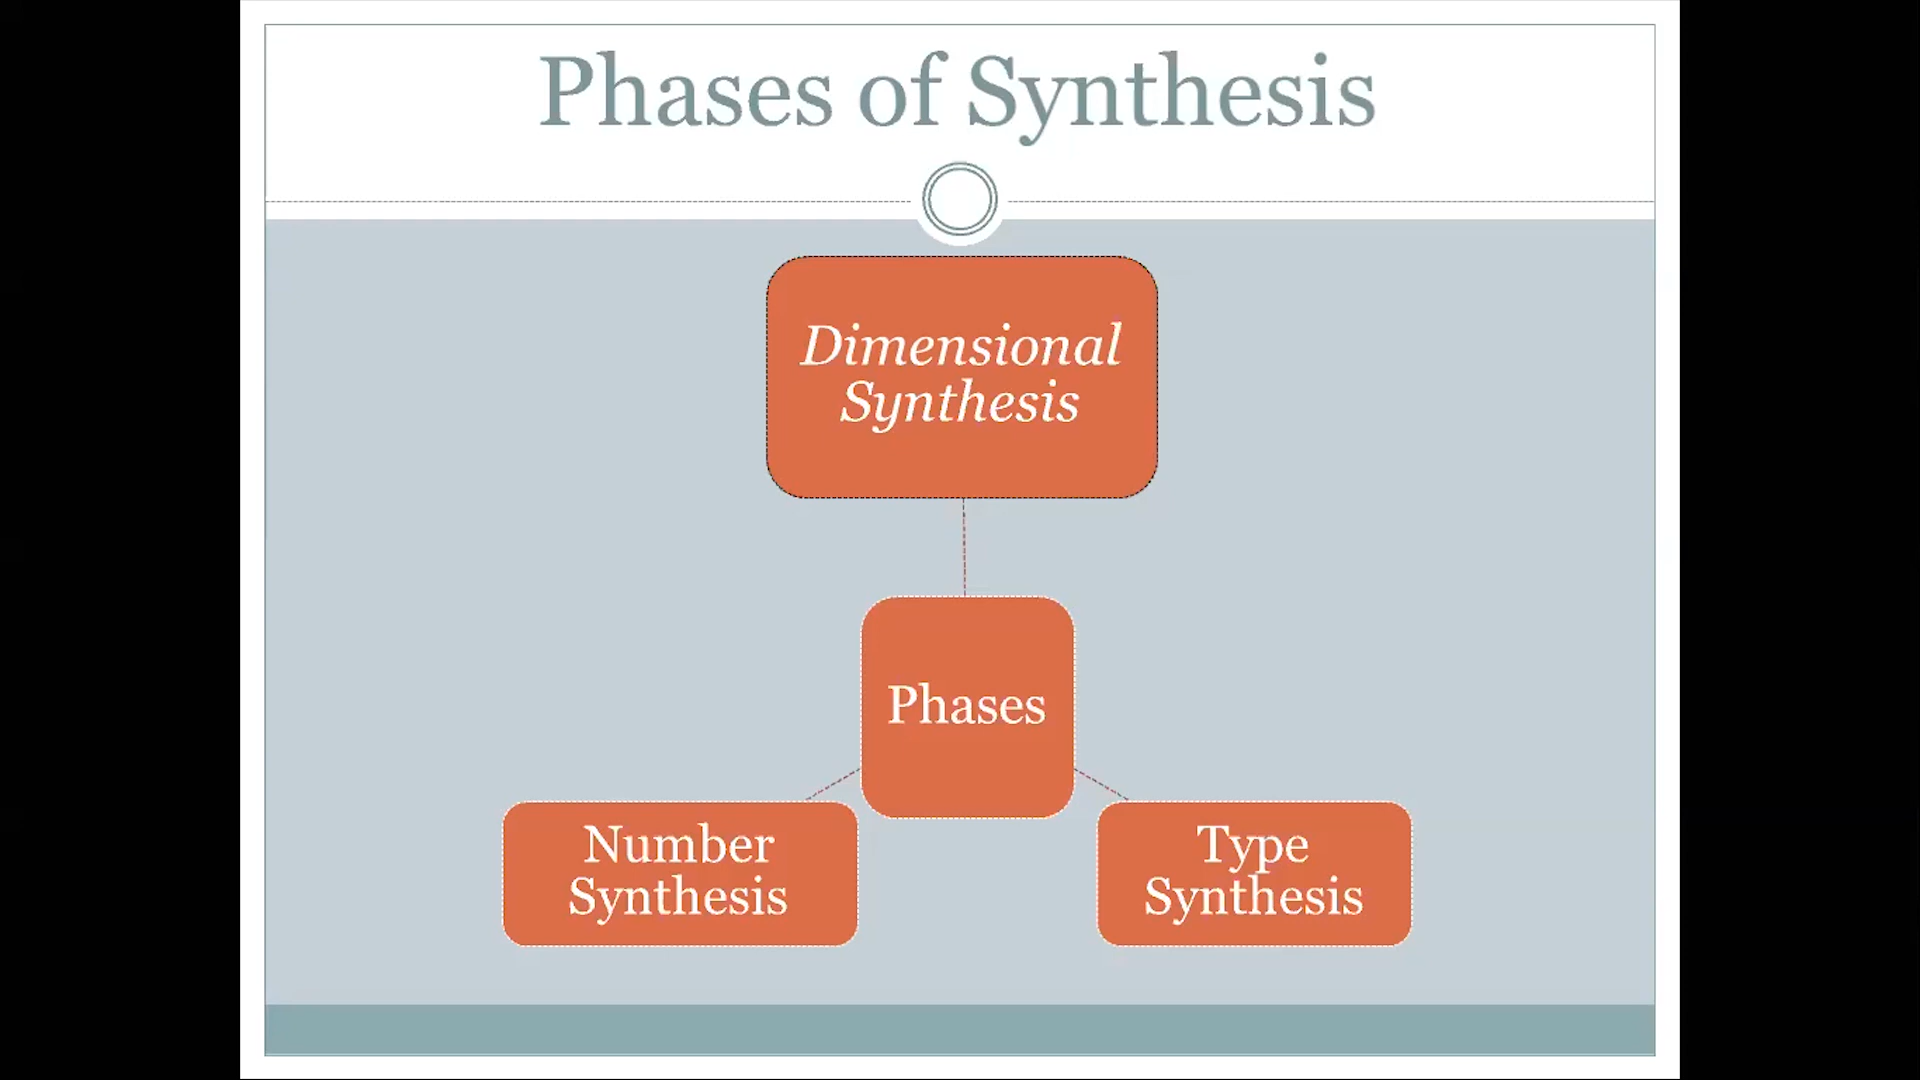 Phases of Synthesis
Dimensional
Synthesis
Phases
Number
Synthesis
Type
Synthesis